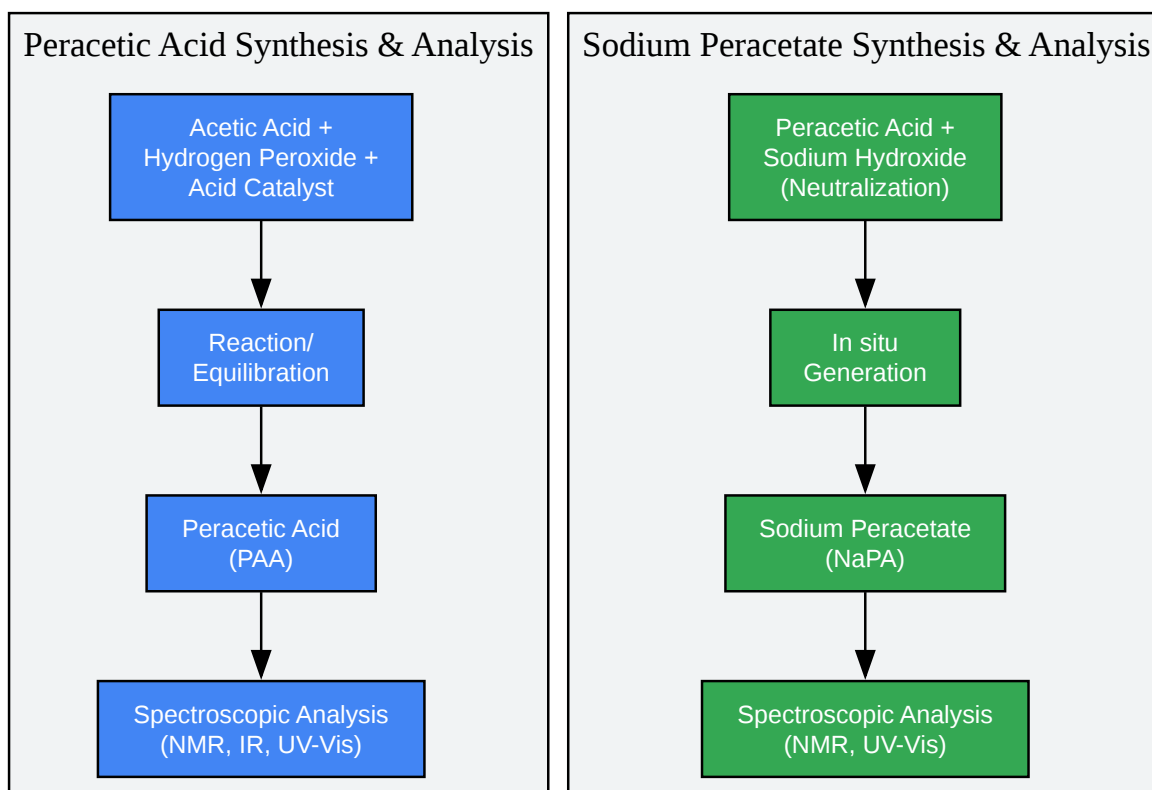 Peracetic Acid Synthesis & Analysis
Acetic Acid +
Hydrogen Peroxide +
Acid Catalyst
Reaction/
Equilibration
Peracetic Acid
(PAA)
Spectroscopic Analysis
(NMR, IR, UV-Vis)
Sodium Peracetate Synthesis & Analysis
Peracetic Acid +
Sodium Hydroxide
(Neutralization)
In situ
Generation
Sodium Peracetate
(NaPA)
Spectroscopic Analysis
(NMR, UV-Vis)